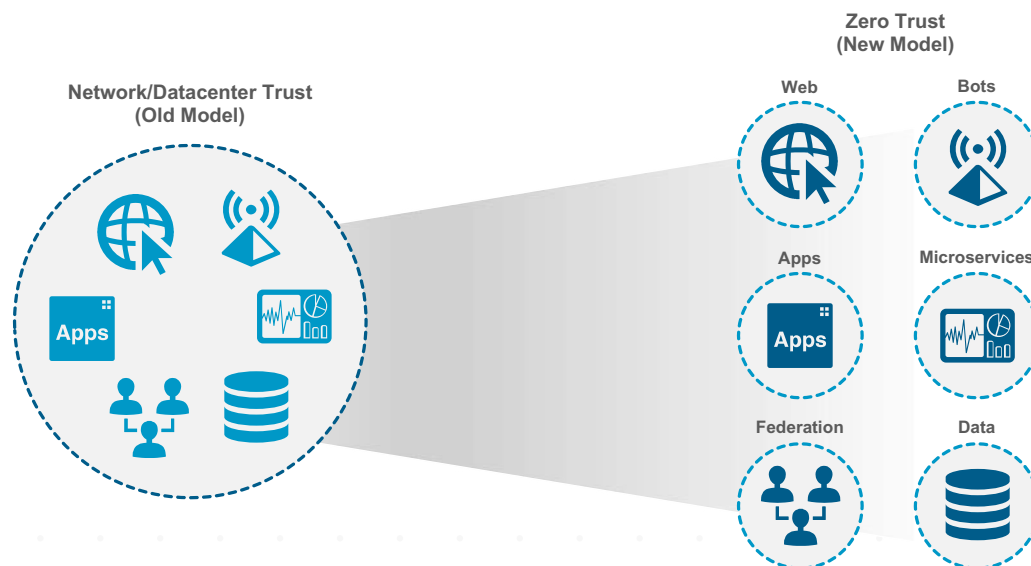 Network/Datacenter Trust
(Old Model)
Apps
Zero Trust
(New Model)
Web
Bots
Apps
Microservices
Apps
Federation
Data